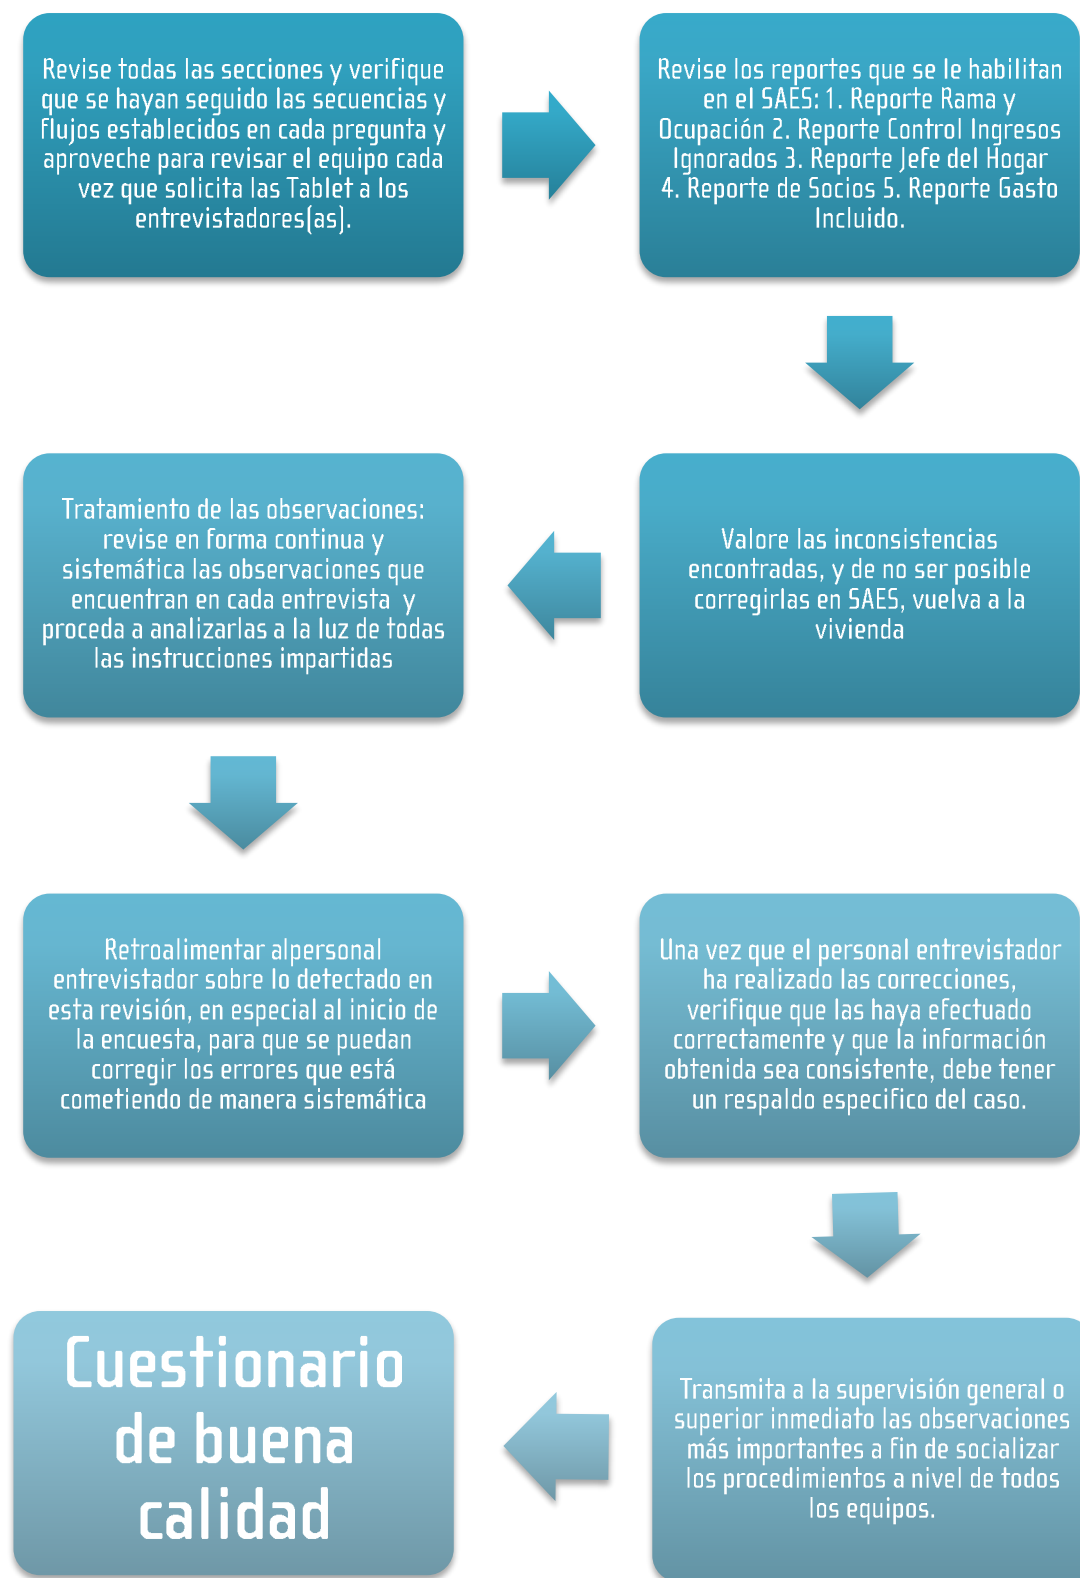 Revise todas las secciones y verifique
que se hayan seguido las secuencias y
flujos establecidos en cada pregunta y
aproveche para revisar el equipo cada
vez que solicita las Tablet a los
entrevistadores(as).
Revise los reportes que se le habilitan
en el SAES: 1. Reporte Rama y
Ocupación 2. Reporte Control Ingresos
Ignorados 3. Reporte Jefe del Hogar
4. Reporte de Socios 5. Reporte Gasto
Incluido.
Valore las inconsistencias
encontradas, y de no ser posible
corregirlas en SAES, vuelva a la
vivienda
Tratamiento de las observaciones:
revise en forma continua y
sistemática las observaciones que
encuentran en cada entrevista y
proceda a analizarlas a la luz de todas
las instrucciones impartidas
Retroalimentar alpersonal
entrevistador sobre lo detectado en
esta revisión, en especial al inicio de
la encuesta, para que se puedan
corregir los errores que está
cometiendo de manera sistemática
Una vez que el personal entrevistador
ha realizado las correcciones,
verifique que las haya efectuado
correctamente y que la información
obtenida sea consistente, debe tener
un respaldo especifico del caso.
Transmita a la supervisión general o
superior inmediato las observaciones
más importantes a fin de socializar
los procedimientos a nivel de todos
los equipos.
Cuestionario
de buena
calidad